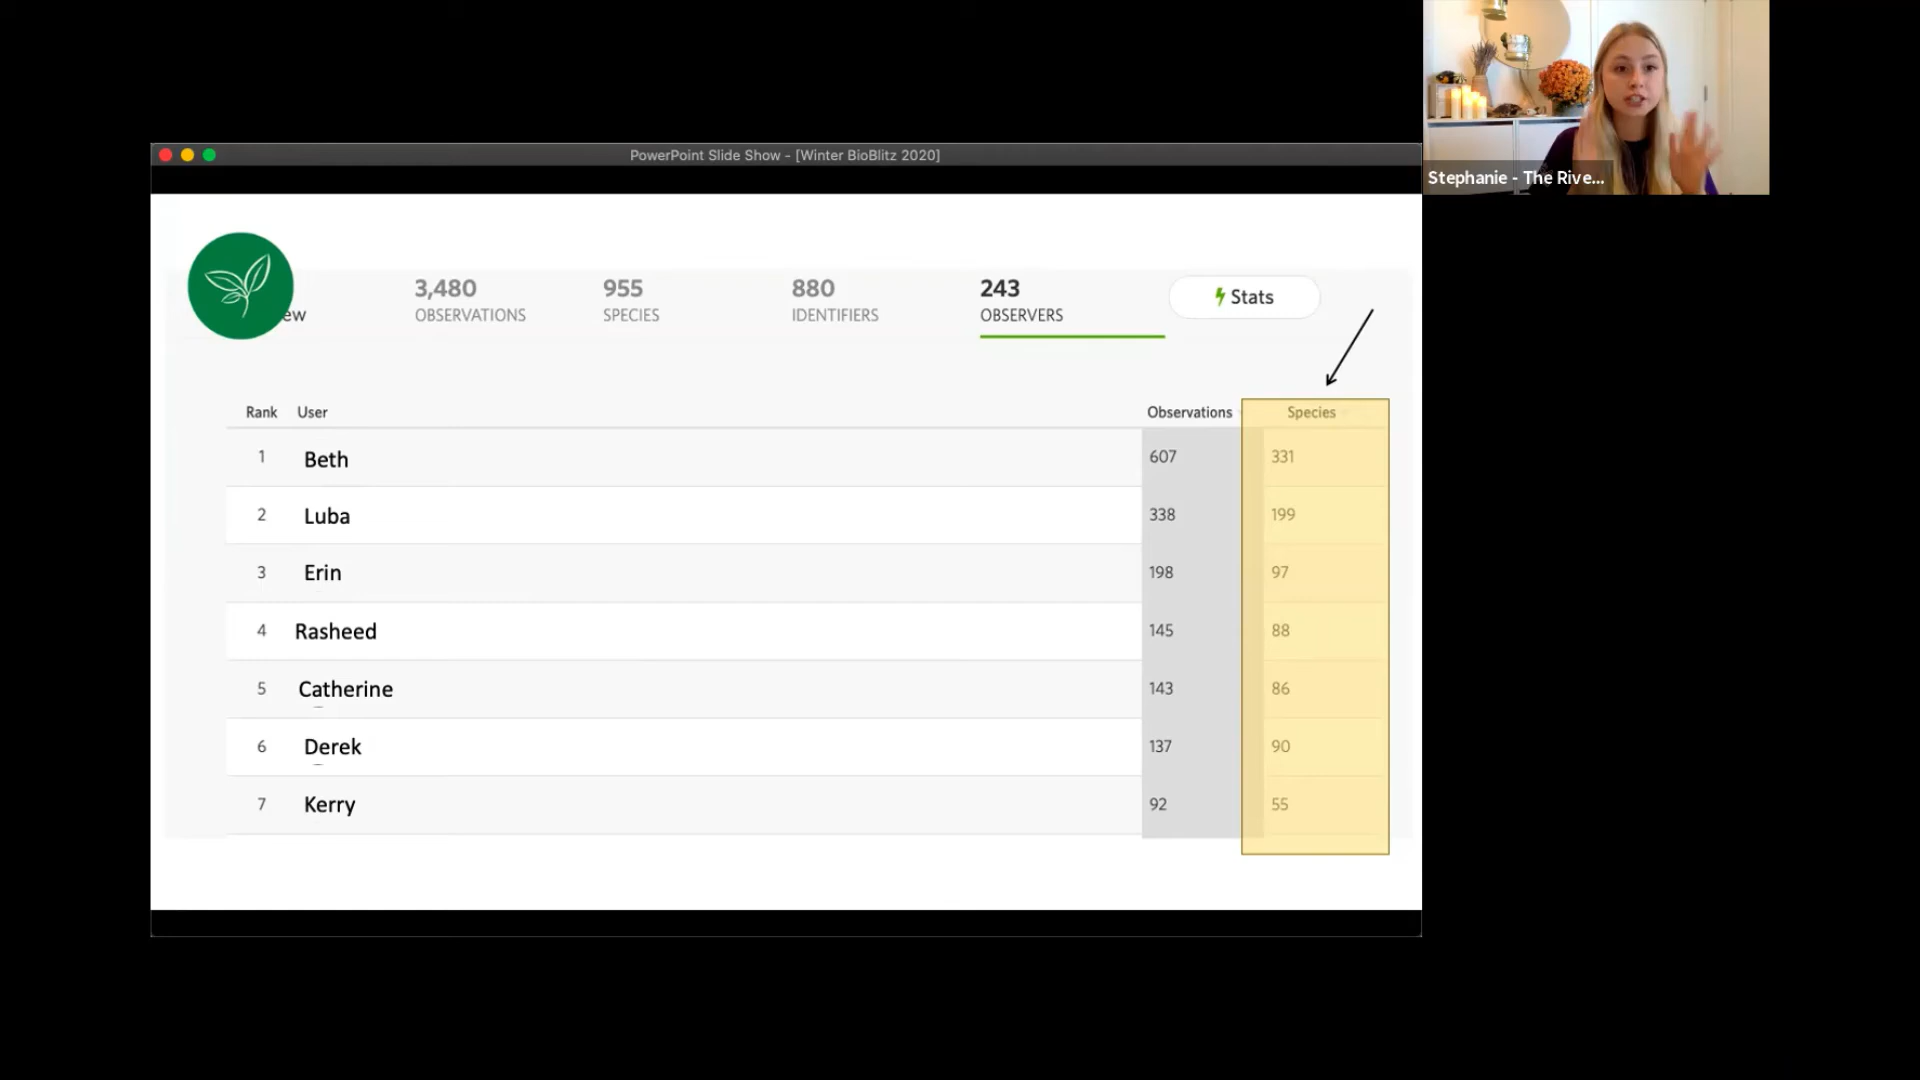 PowerPoint Slide Show - [Winter BioBlitz 2020]
Stephanie - The Rive...
ew
3,480 955 880 243
OBSERVATIONS SPECIES IDENTIFIERS OBSERVERS
Stats
Rank User Observations Species
1 Beth 607 331
2 Luba 338 199
3 Erin 198 97
4 Rasheed 145 88
5 Catherine 143 86
6 Derek 137 90
7 Kerry 92 55